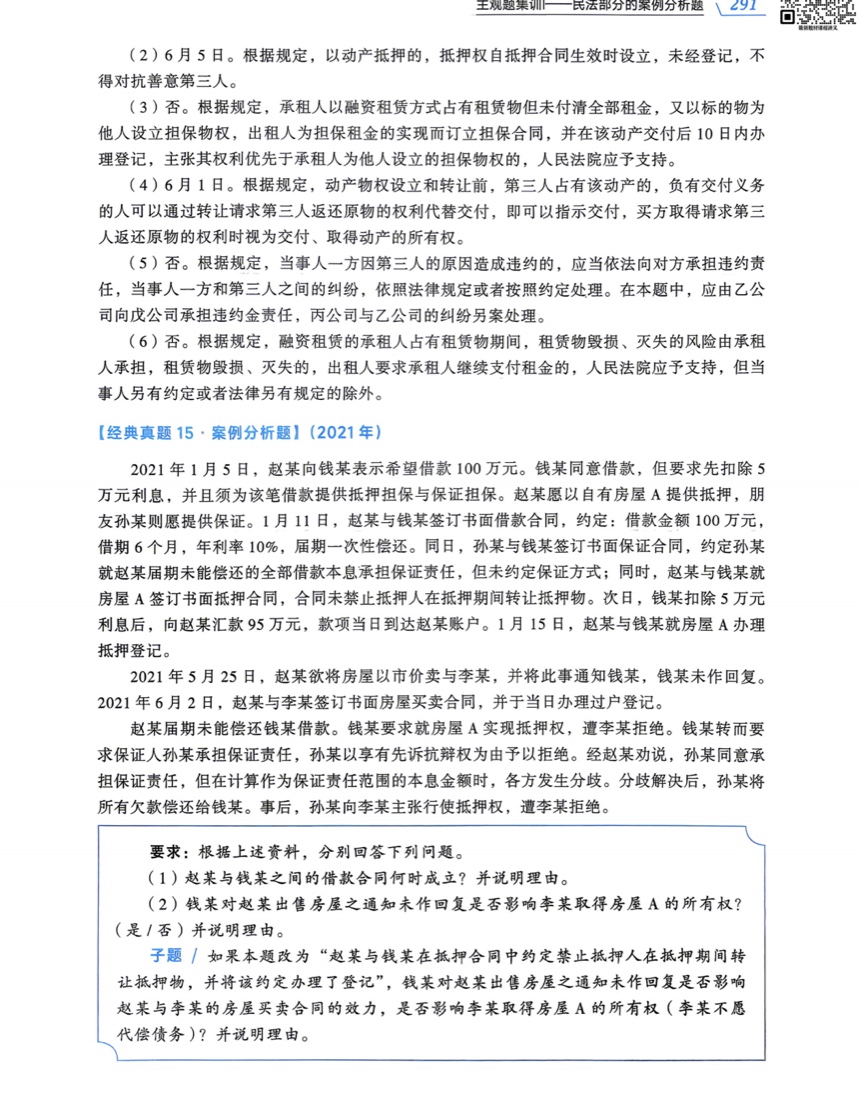 主观题集训Ⅰ——民法部分的案例分析题 291
（2）6月5日。根据规定，以动产抵押的，抵押权自抵押合同生效时设立，未经登记，不
得对抗善意第三人。
（3）否。根据规定，承租人以融资租赁方式占有租赁物但未付清全部租金，又以标的物为
他人设立担保物权，出租人为担保租金的实现而订立担保合同，并在该动产交付后10日内办
理登记，主张其权利优先于承租人为他人设立的担保物权的，人民法院应予支持。
（4）6月1日。根据规定，动产物权设立和转让前，第三人占有该动产的，负有交付义务
的人可以通过转让请求第三人返还原物的权利代替交付，即可以指示交付，买方取得请求第三
人返还原物的权利时视为交付、取得动产的所有权。
（5）否。根据规定，当事人一方因第三人的原因造成违约的，应当依法向对方承担违约责
任，当事人一方和第三人之间的纠纷，依照法律规定或者按照约定处理。在本题中，应由乙公
司向戊公司承担违约金责任，丙公司与乙公司的纠纷另案处理。
（6）否。根据规定，融资租赁的承租人占有租赁物期间，租赁物毁损、灭失的风险由承租
人承担，租赁物毁损、灭失的，出租人要求承租人继续支付租金的，人民法院应予支持，但当
事人另有约定或者法律另有规定的除外。
【经典真题15·案例分析题】（2021年）
2021年1月5日，赵某向钱某表示希望借款100万元。钱某同意借款，但要求先扣除5
万元利息，并且须为该笔借款提供抵押担保与保证担保。赵某愿以自有房屋A提供抵押，朋
友孙某则愿提供保证。1月11日，赵某与钱某签订书面借款合同，约定：借款金额100万元，
借期6个月，年利率10%，届期一次性偿还。同日，孙某与钱某签订书面保证合同，约定孙某
就赵某届期未能偿还的全部借款本息承担保证责任，但未约定保证方式；同时，赵某与钱某就
房屋A签订书面抵押合同，合同未禁止抵押人在抵押期间转让抵押物。次日，钱某扣除5万元
利息后，向赵某汇款95万元，款项当日到达赵某账户。1月15日，赵某与钱某就房屋A办理
抵押登记。
2021年5月25日，赵某欲将房屋以市价卖与李某，并将此事通知钱某，钱某未作回复。
2021年6月2日，赵某与李某签订书面房屋买卖合同，并于当日办理过户登记。
赵某届期未能偿还钱某借款。钱某要求就房屋A实现抵押权，遭李某拒绝。钱某转而要
求保证人孙某承担保证责任，孙某以享有先诉抗辩权为由予以拒绝。经赵某劝说，孙某同意承
担保证责任，但在计算作为保证责任范围的本息金额时，各方发生分歧。分歧解决后，孙某将
所有欠款偿还给钱某。事后，孙某向李某主张行使抵押权，遭李某拒绝。
要求：根据上述资料，分别回答下列问题。
（1）赵某与钱某之间的借款合同何时成立？并说明理由。
（2）钱某对赵某出售房屋之通知未作回复是否影响李某取得房屋A的所有权？
（是/否）并说明理由。
子题 / 如果本题改为“赵某与钱某在抵押合同中约定禁止抵押人在抵押期间转
让抵押物，并将该约定办理了登记”，钱某对赵某出售房屋之通知未作回复是否影响
赵某与李某的房屋买卖合同的效力，是否影响李某取得房屋A的所有权（李某不愿
代偿债务）？并说明理由。